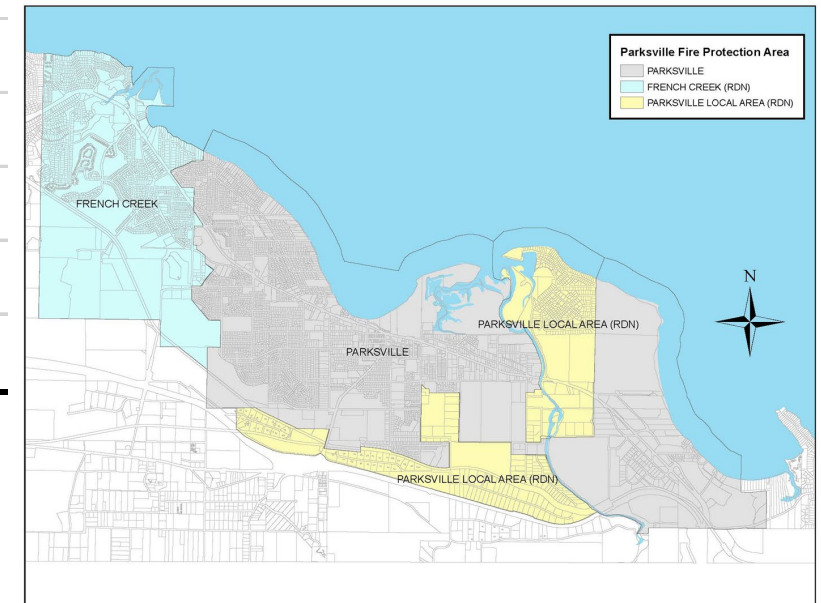 Parksville Fire Protection Area
PARKSVILLE
FRENCH CREEK (RDN)
PARKSVILLE LOCAL AREA (RDN)
FRENCH CREEK
N
PARKSVILLE LOCAL AREA (RDN)
PARKSVILLE
PARKSVILLE LOCAL AREA (RDN)